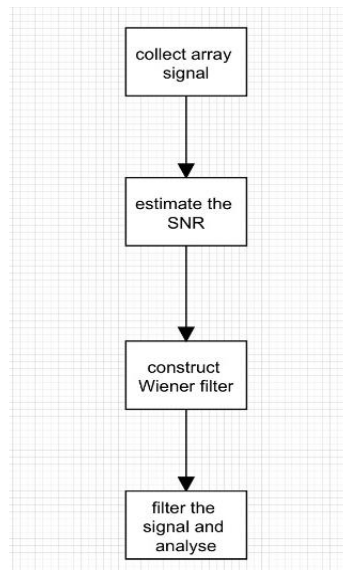 collect array
signal
estimate the
SNR
construct
Wiener filter
filter the
signal and
analyse